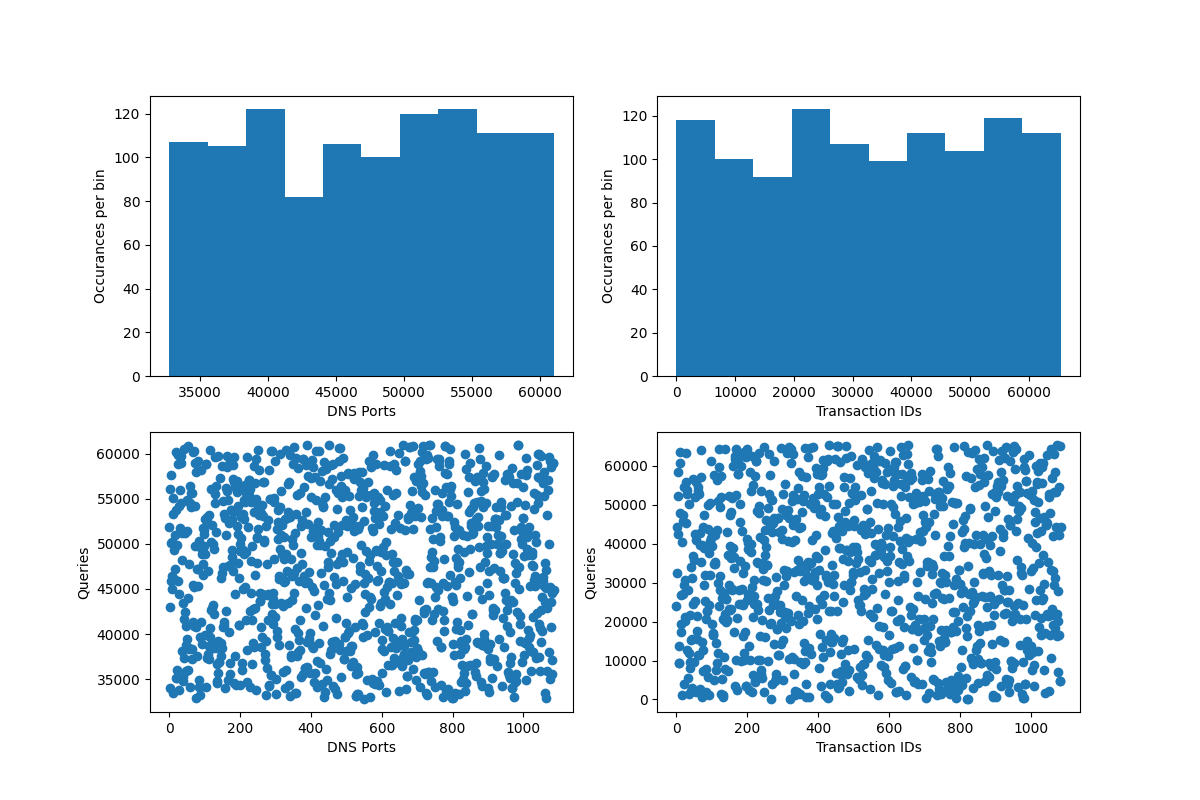 120
100
80
60
40
20
0
Occurances per bin
35000 40000 45000 50000 55000 60000
DNS Ports
120
100
80
60
40
20
0
Occurances per bin
0 10000 20000 30000 40000 50000 60000
Transaction IDs
60000
55000
50000
45000
40000
35000
Queries
0 200 400 600 800 1000
DNS Ports
60000
50000
40000
30000
20000
10000
0
Queries
0 200 400 600 800 1000
Transaction IDs